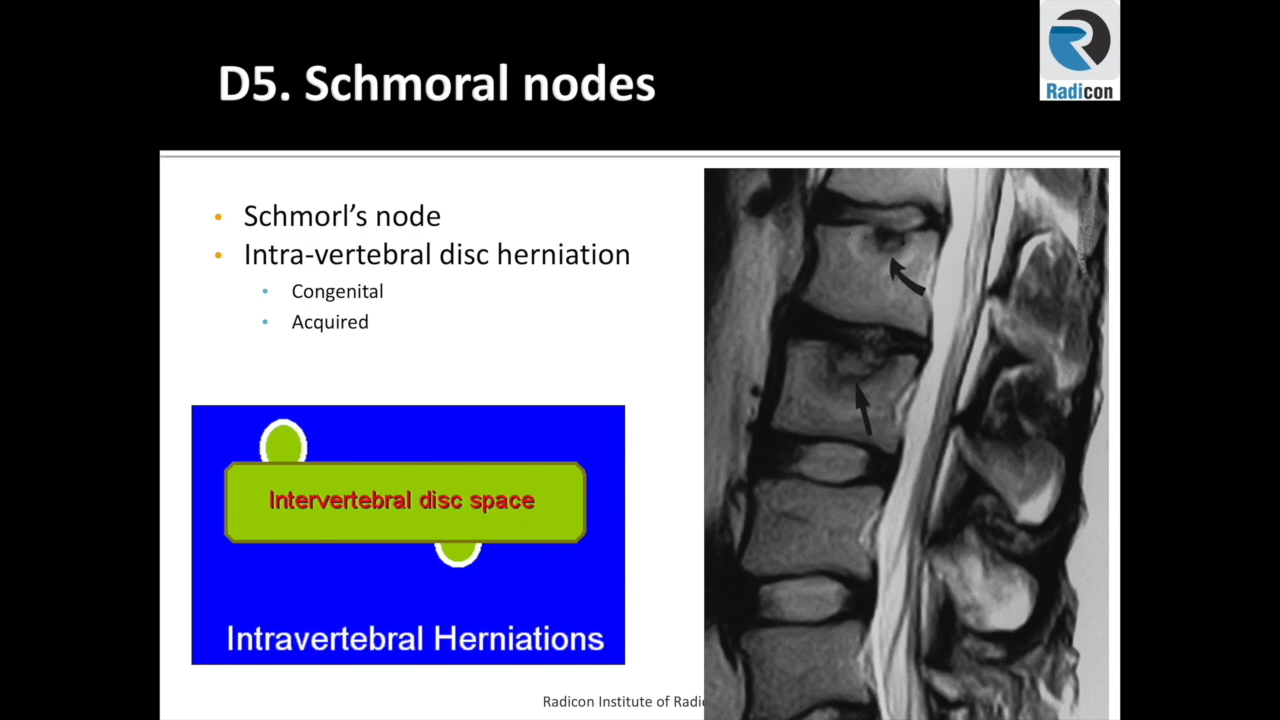 D5. Schmoral nodes
Radicon
Schmorl’s node
Intra-vertebral disc herniation
Congenital
Acquired
Intervertebral disc space
Intravertebral Herniations
Radicon Institute of